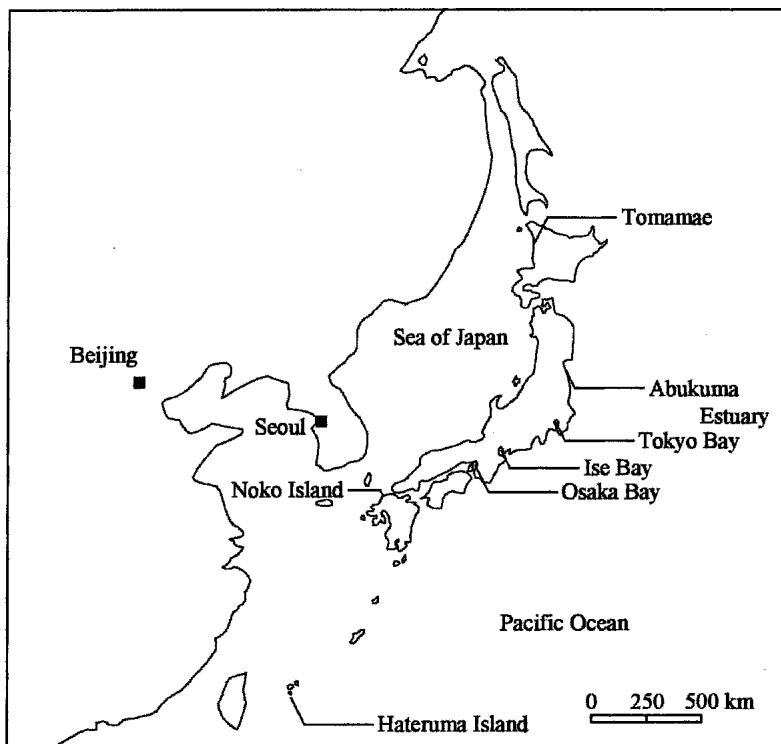 Tomamae
Sea of Japan
Beijing
Abukuma
Estuary
Seoul
Tokyo Bay
Ise Bay
Noko Island
Osaka Bay
Pacific Ocean
0 250 500 km
Hateruma Island